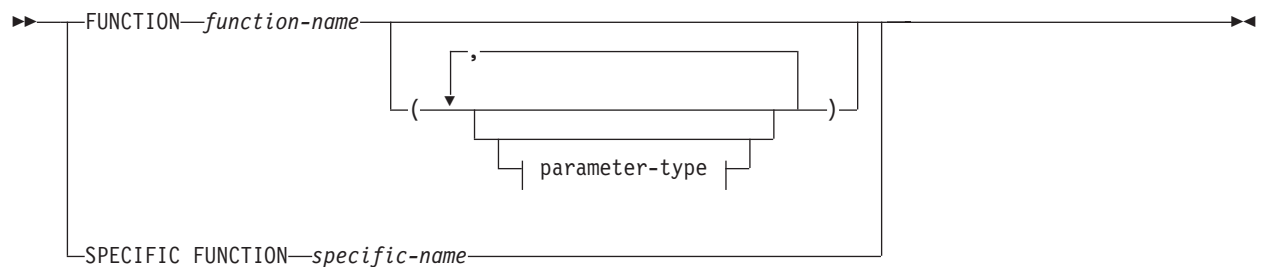 FUNCTION function-name
,
( parameter-type )
SPECIFIC FUNCTION specific-name